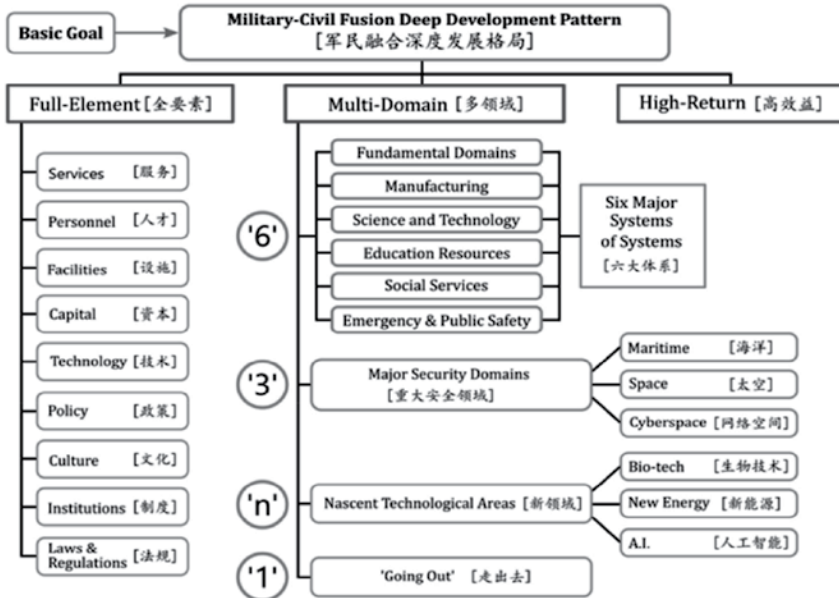 Basic Goal
Military-Civil Fusion Deep Development Pattern
[军民融合深度发展格局]
Full-Element [全要素]
Multi-Domain [多领域]
High-Return [高效益]
Services [服务]
Personnel [人才]
Facilities [设施]
Capital [资本]
Technology [技术]
Policy [政策]
Culture [文化]
Institutions [制度]
Laws &
Regulations [法规]
'6'
Fundamental Domains
Manufacturing
Science and Technology
Education Resources
Social Services
Emergency & Public Safety
Six Major
Systems
of Systems
[六大体系]
'3'
Major Security Domains
[重大安全领域]
Maritime [海洋]
Space [太空]
Cyberspace [网络空间]
'n'
Nascent Technological Areas [新领域]
Bio-tech [生物技术]
New Energy [新能源]
A.I. [人工智能]
'1'
'Going Out' [走出去]